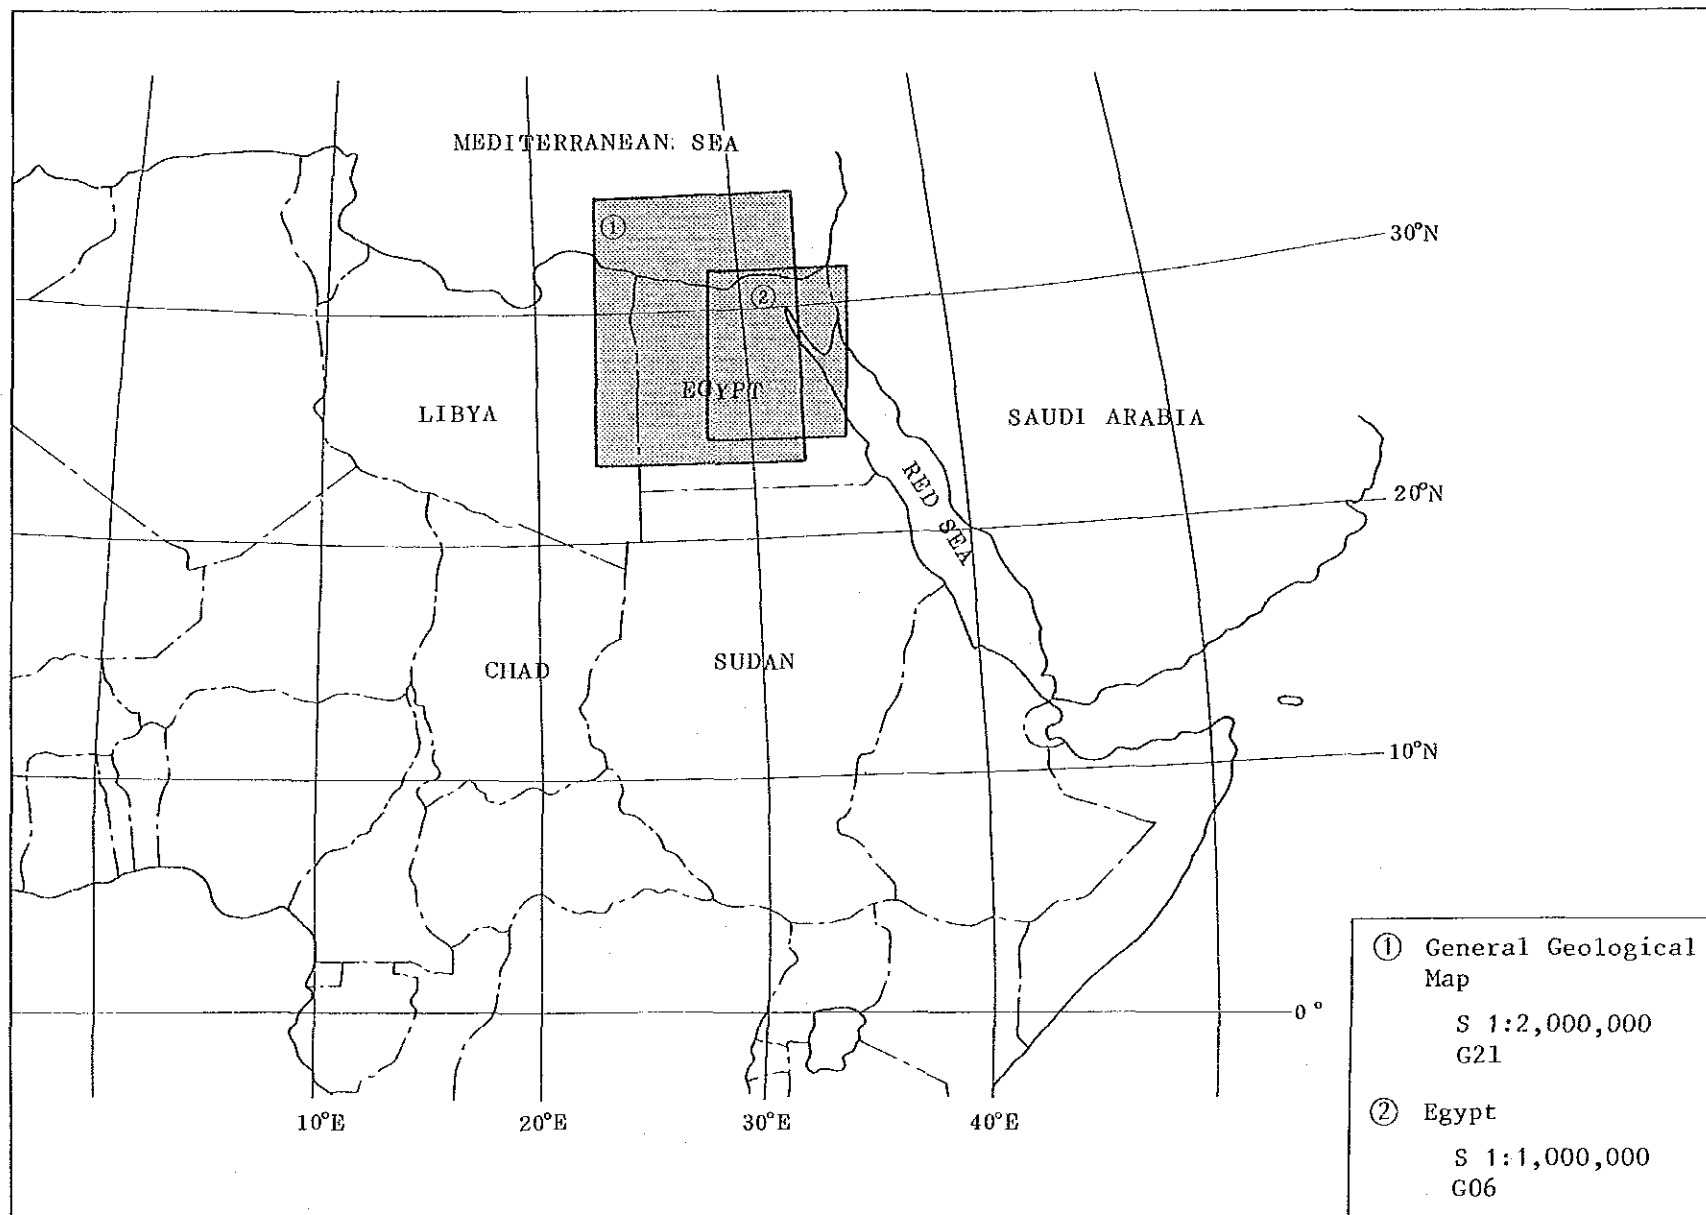 MEDITERRANEAN SEA
①
30°N
②
EGYPT
LIBYA
SAUDI ARABIA
RED SEA
20°N
CHAD
SUDAN
10°N
0°
10°E
20°E
30°E
40°E
① General Geological
Map
S 1:2,000,000
G21
② Egypt
S 1:1,000,000
G06